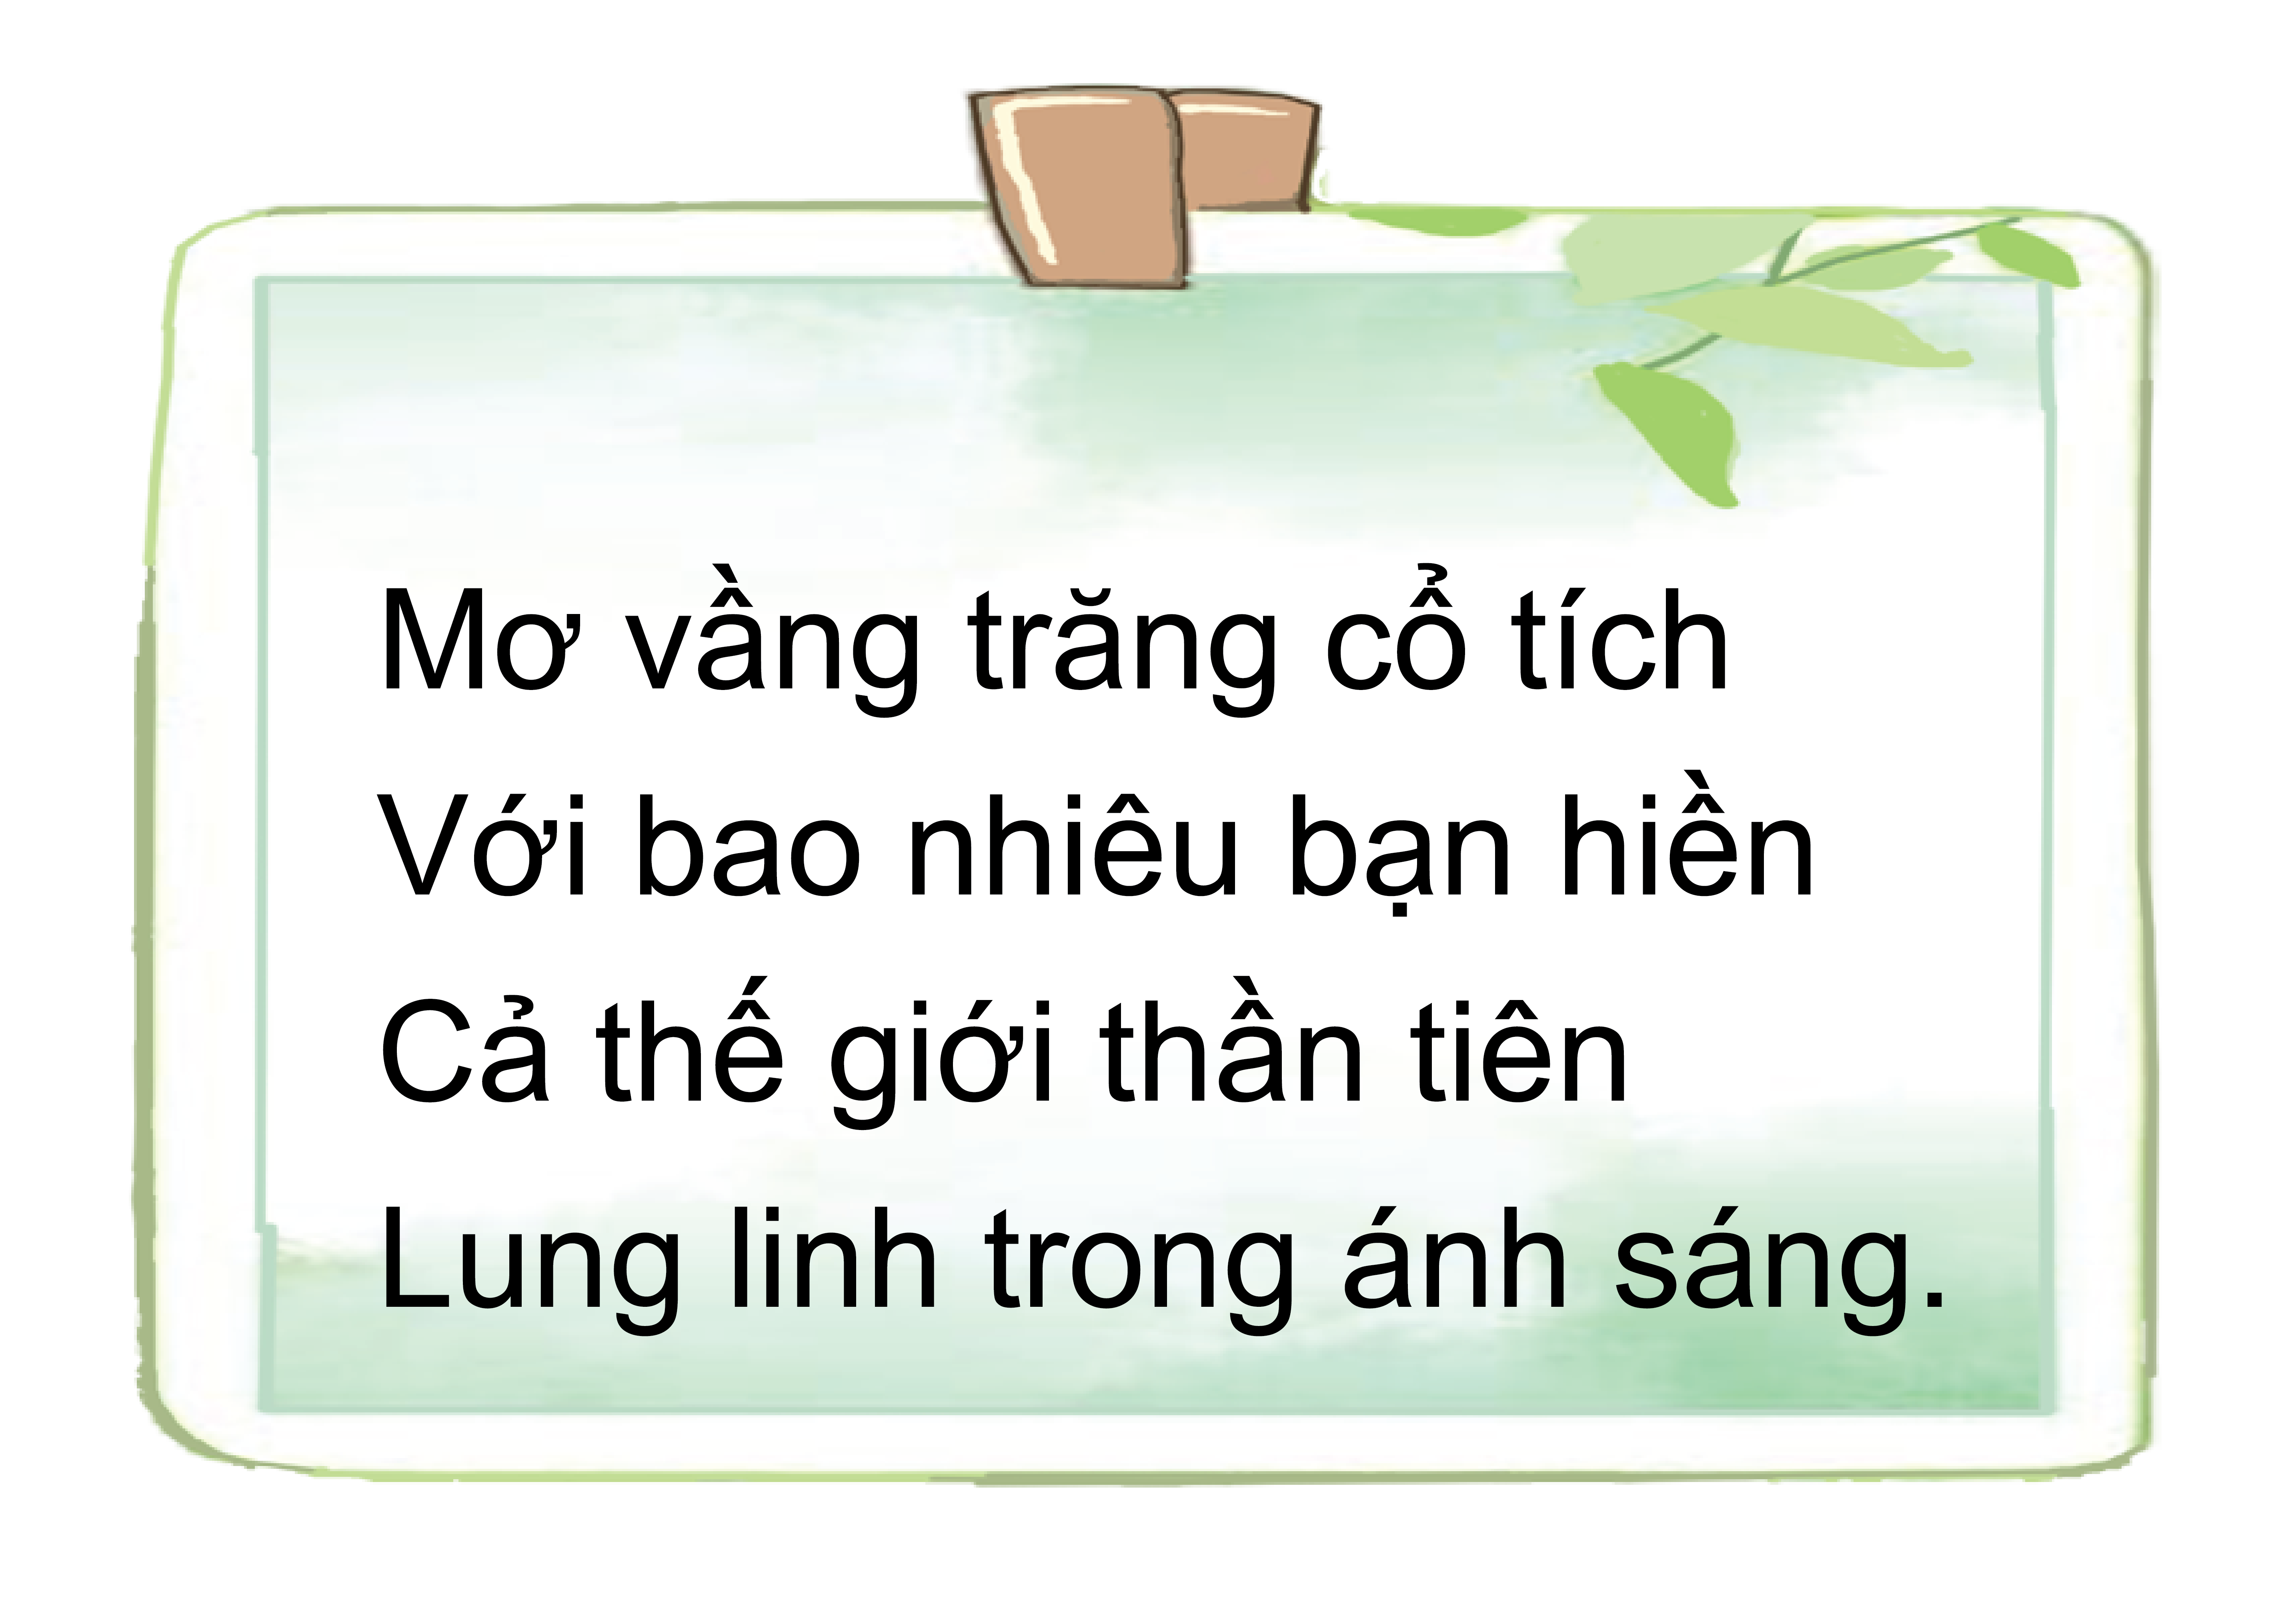 Mơ vầng trăng cổ tích
Với bao nhiêu bạn hiền
Cả thế giới thần tiên
Lung linh trong ánh sáng.